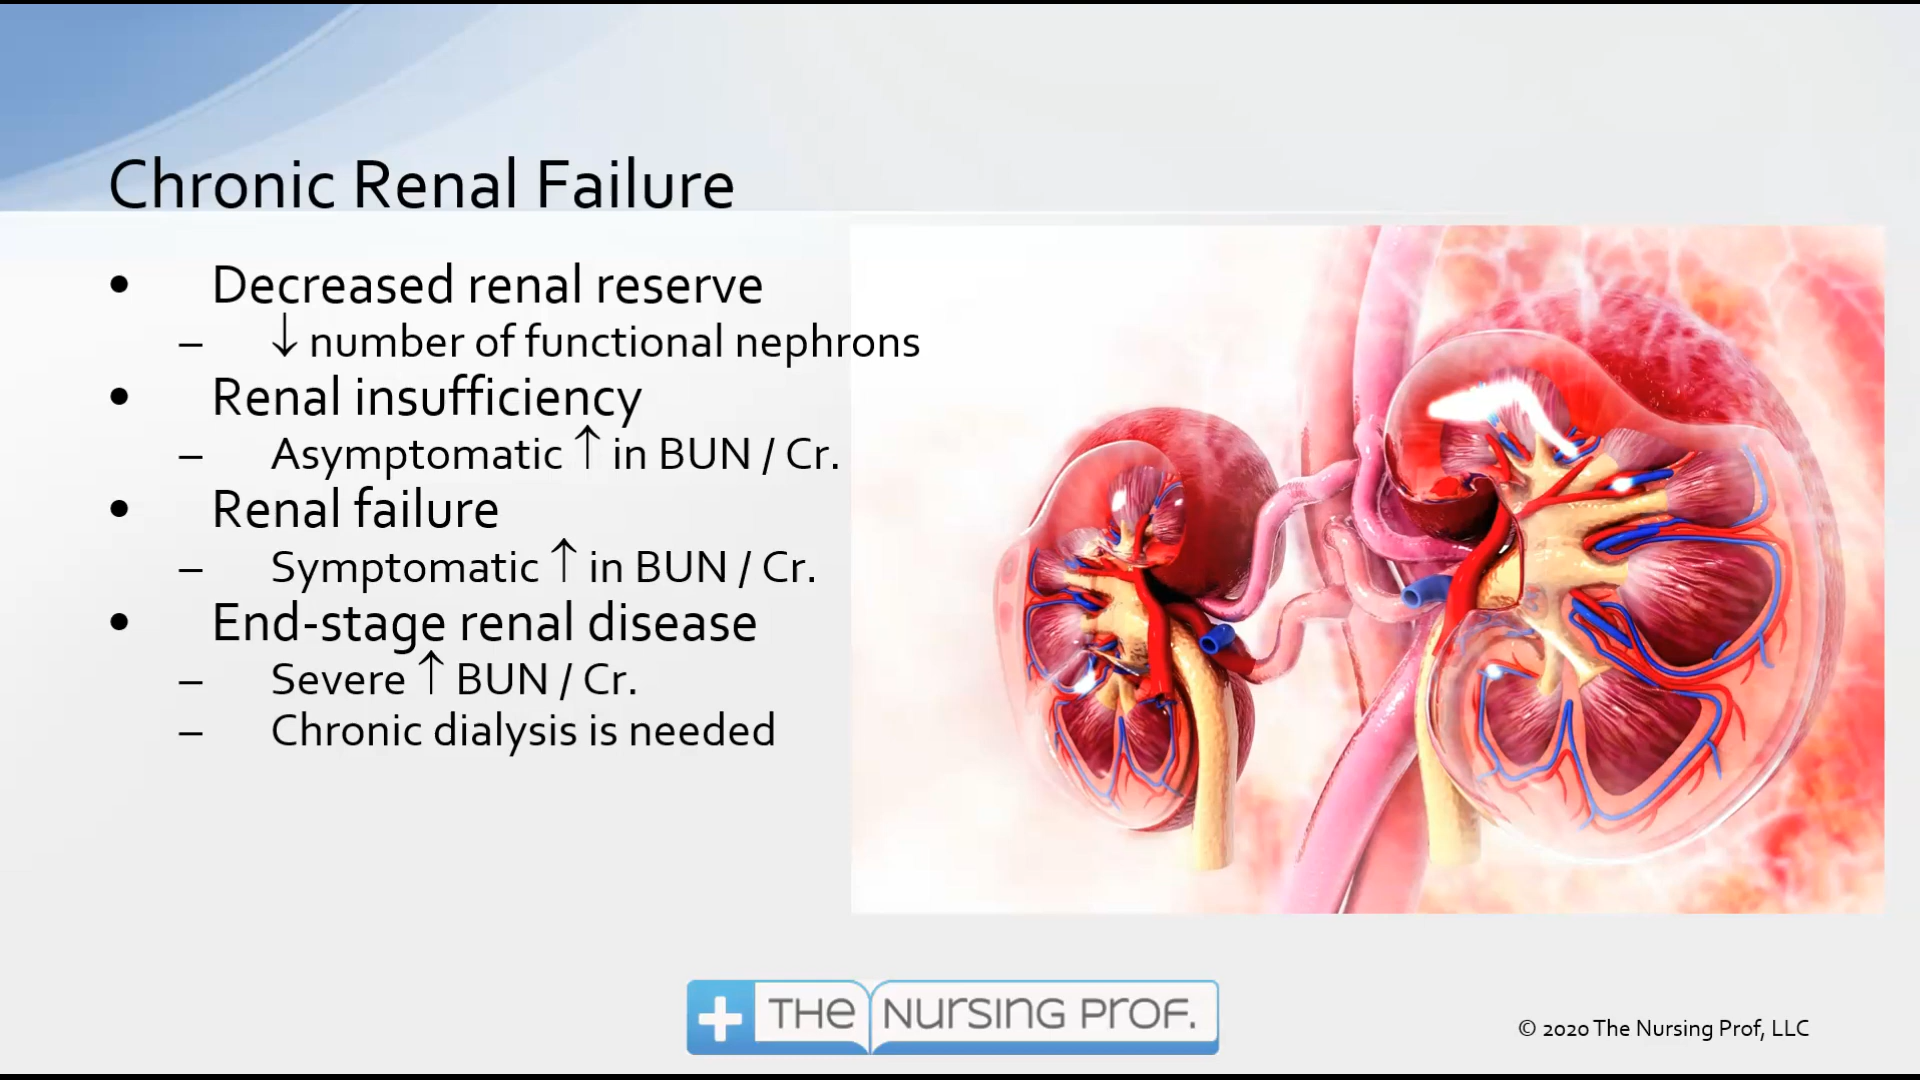 Chronic Renal Failure
• Decreased renal reserve
– ↓ number of functional nephrons
• Renal insufficiency
– Asymptomatic ↑ in BUN / Cr.
• Renal failure
– Symptomatic ↑ in BUN / Cr.
• End-stage renal disease
– Severe ↑ BUN / Cr.
– Chronic dialysis is needed
THE NURSING PROF.
© 2020 The Nursing Prof, LLC